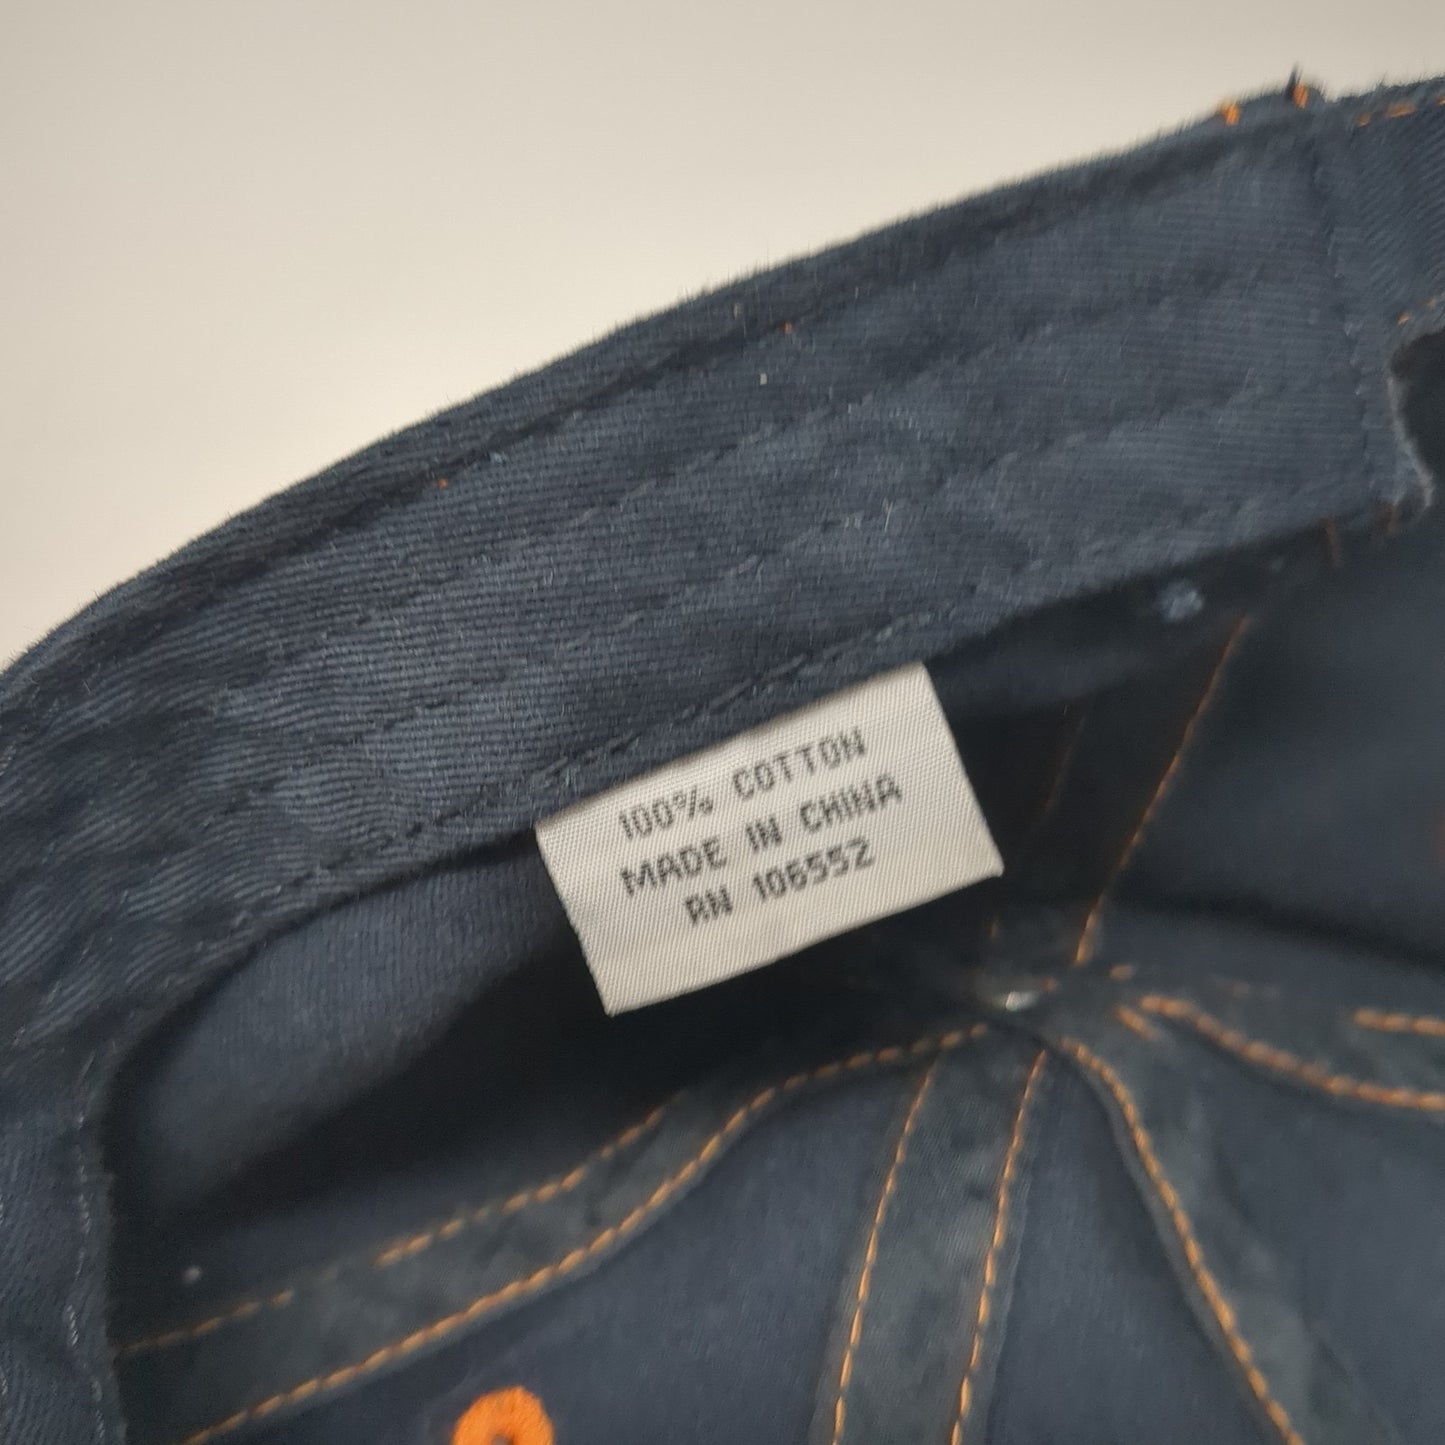 100% COTTON
MADE IN CHINA
RN 106552